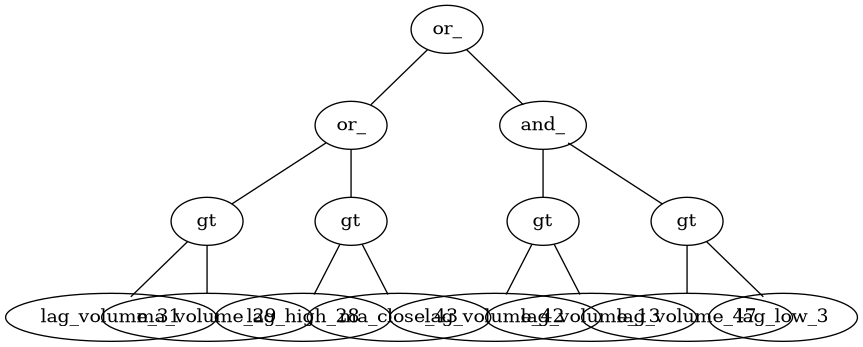 or_
or_ and_
gt gt gt gt
lag_volume_31 ma_volume_29 lag_high_28 ma_close_43 lag_volume_42 lag_volume_13 lag_volume_47 lag_low_3